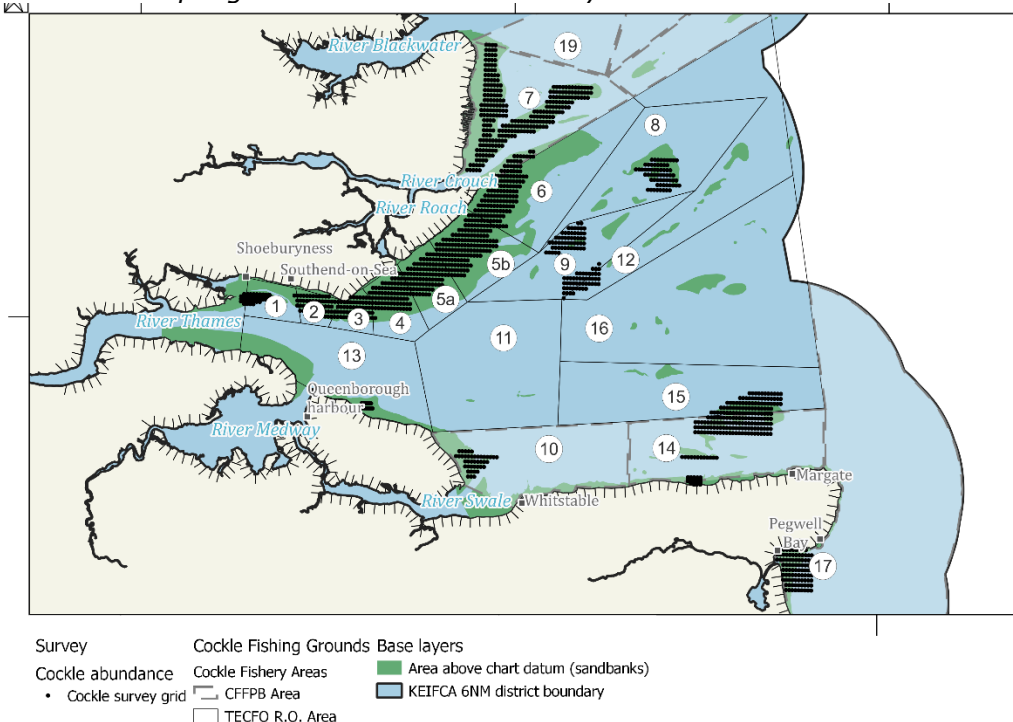 River Blackwater
19
7
8
River Crouch
6
River Roach
Shoeburyness
Southend-on-Sea
5b
9
12
5a
1
2
3
4
River Thames
11
16
13
Queenborough
harbour
15
River Medway
10
14
Margate
River Swale
Whitstable
Pegwell
Bay
17
Survey
Cockle abundance
Cockle survey grid
Cockle Fishing Grounds
Cockle Fishery Areas
CFFPB Area
TECFO R.O. Area
Base layers
Area above chart datum (sandbanks)
KEIFCA 6NM district boundary